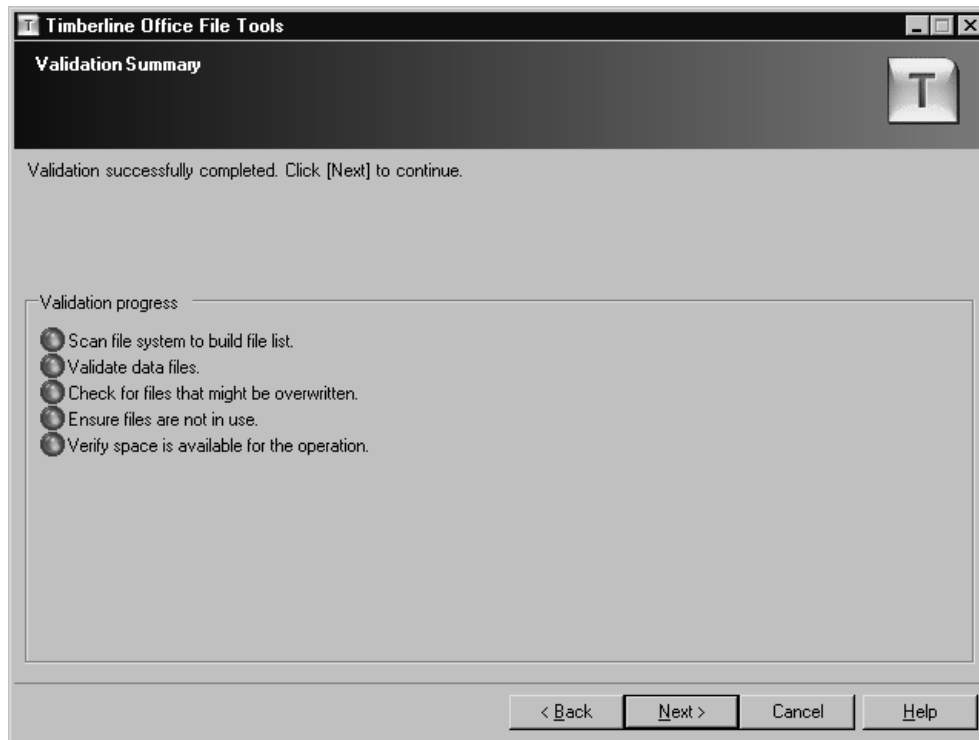 T Timberline Office File Tools
Validation Summary
T
Validation successfully completed. Click [Next] to continue.
Validation progress
Scan file system to build file list.
Validate data files.
Check for files that might be overwritten.
Ensure files are not in use.
Verify space is available for the operation.
< Back Next > Cancel Help